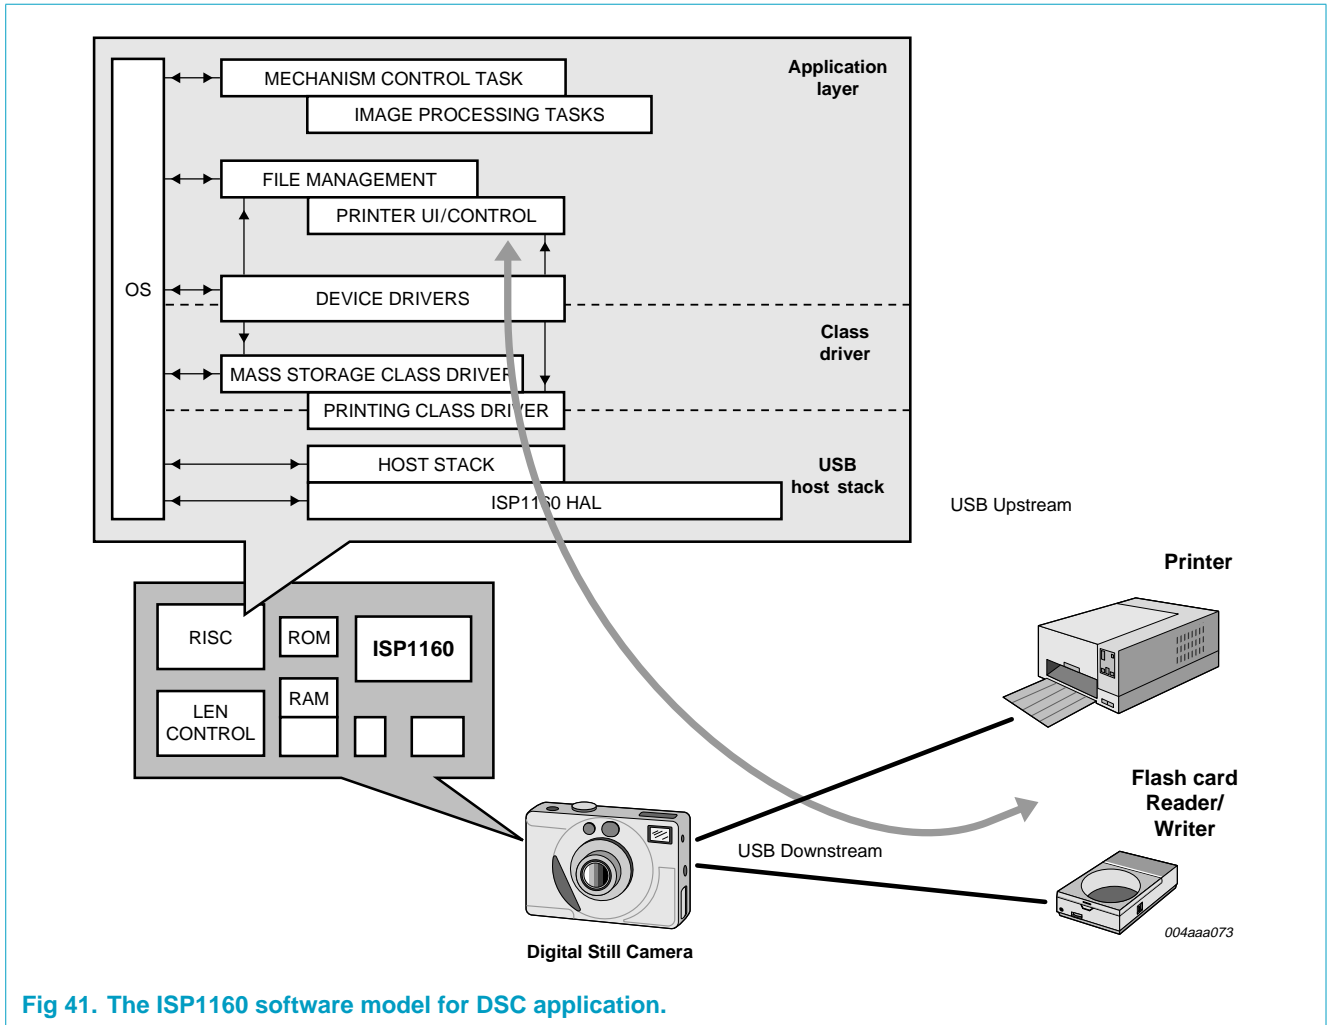 MECHANISM CONTROL TASK
Application
layer
IMAGE PROCESSING TASKS
FILE MANAGEMENT
PRINTER UI/CONTROL
OS
DEVICE DRIVERS
Class
driver
MASS STORAGE CLASS DRIVER
PRINTING CLASS DRIVER
HOST STACK
USB
host stack
ISP1160 HAL
USB Upstream
Printer
RISC
ROM
ISP1160
RAM
LEN
CONTROL
Flash card
Reader/
Writer
USB Downstream
004aaa073
Digital Still Camera
Fig 41. The ISP1160 software model for DSC application.